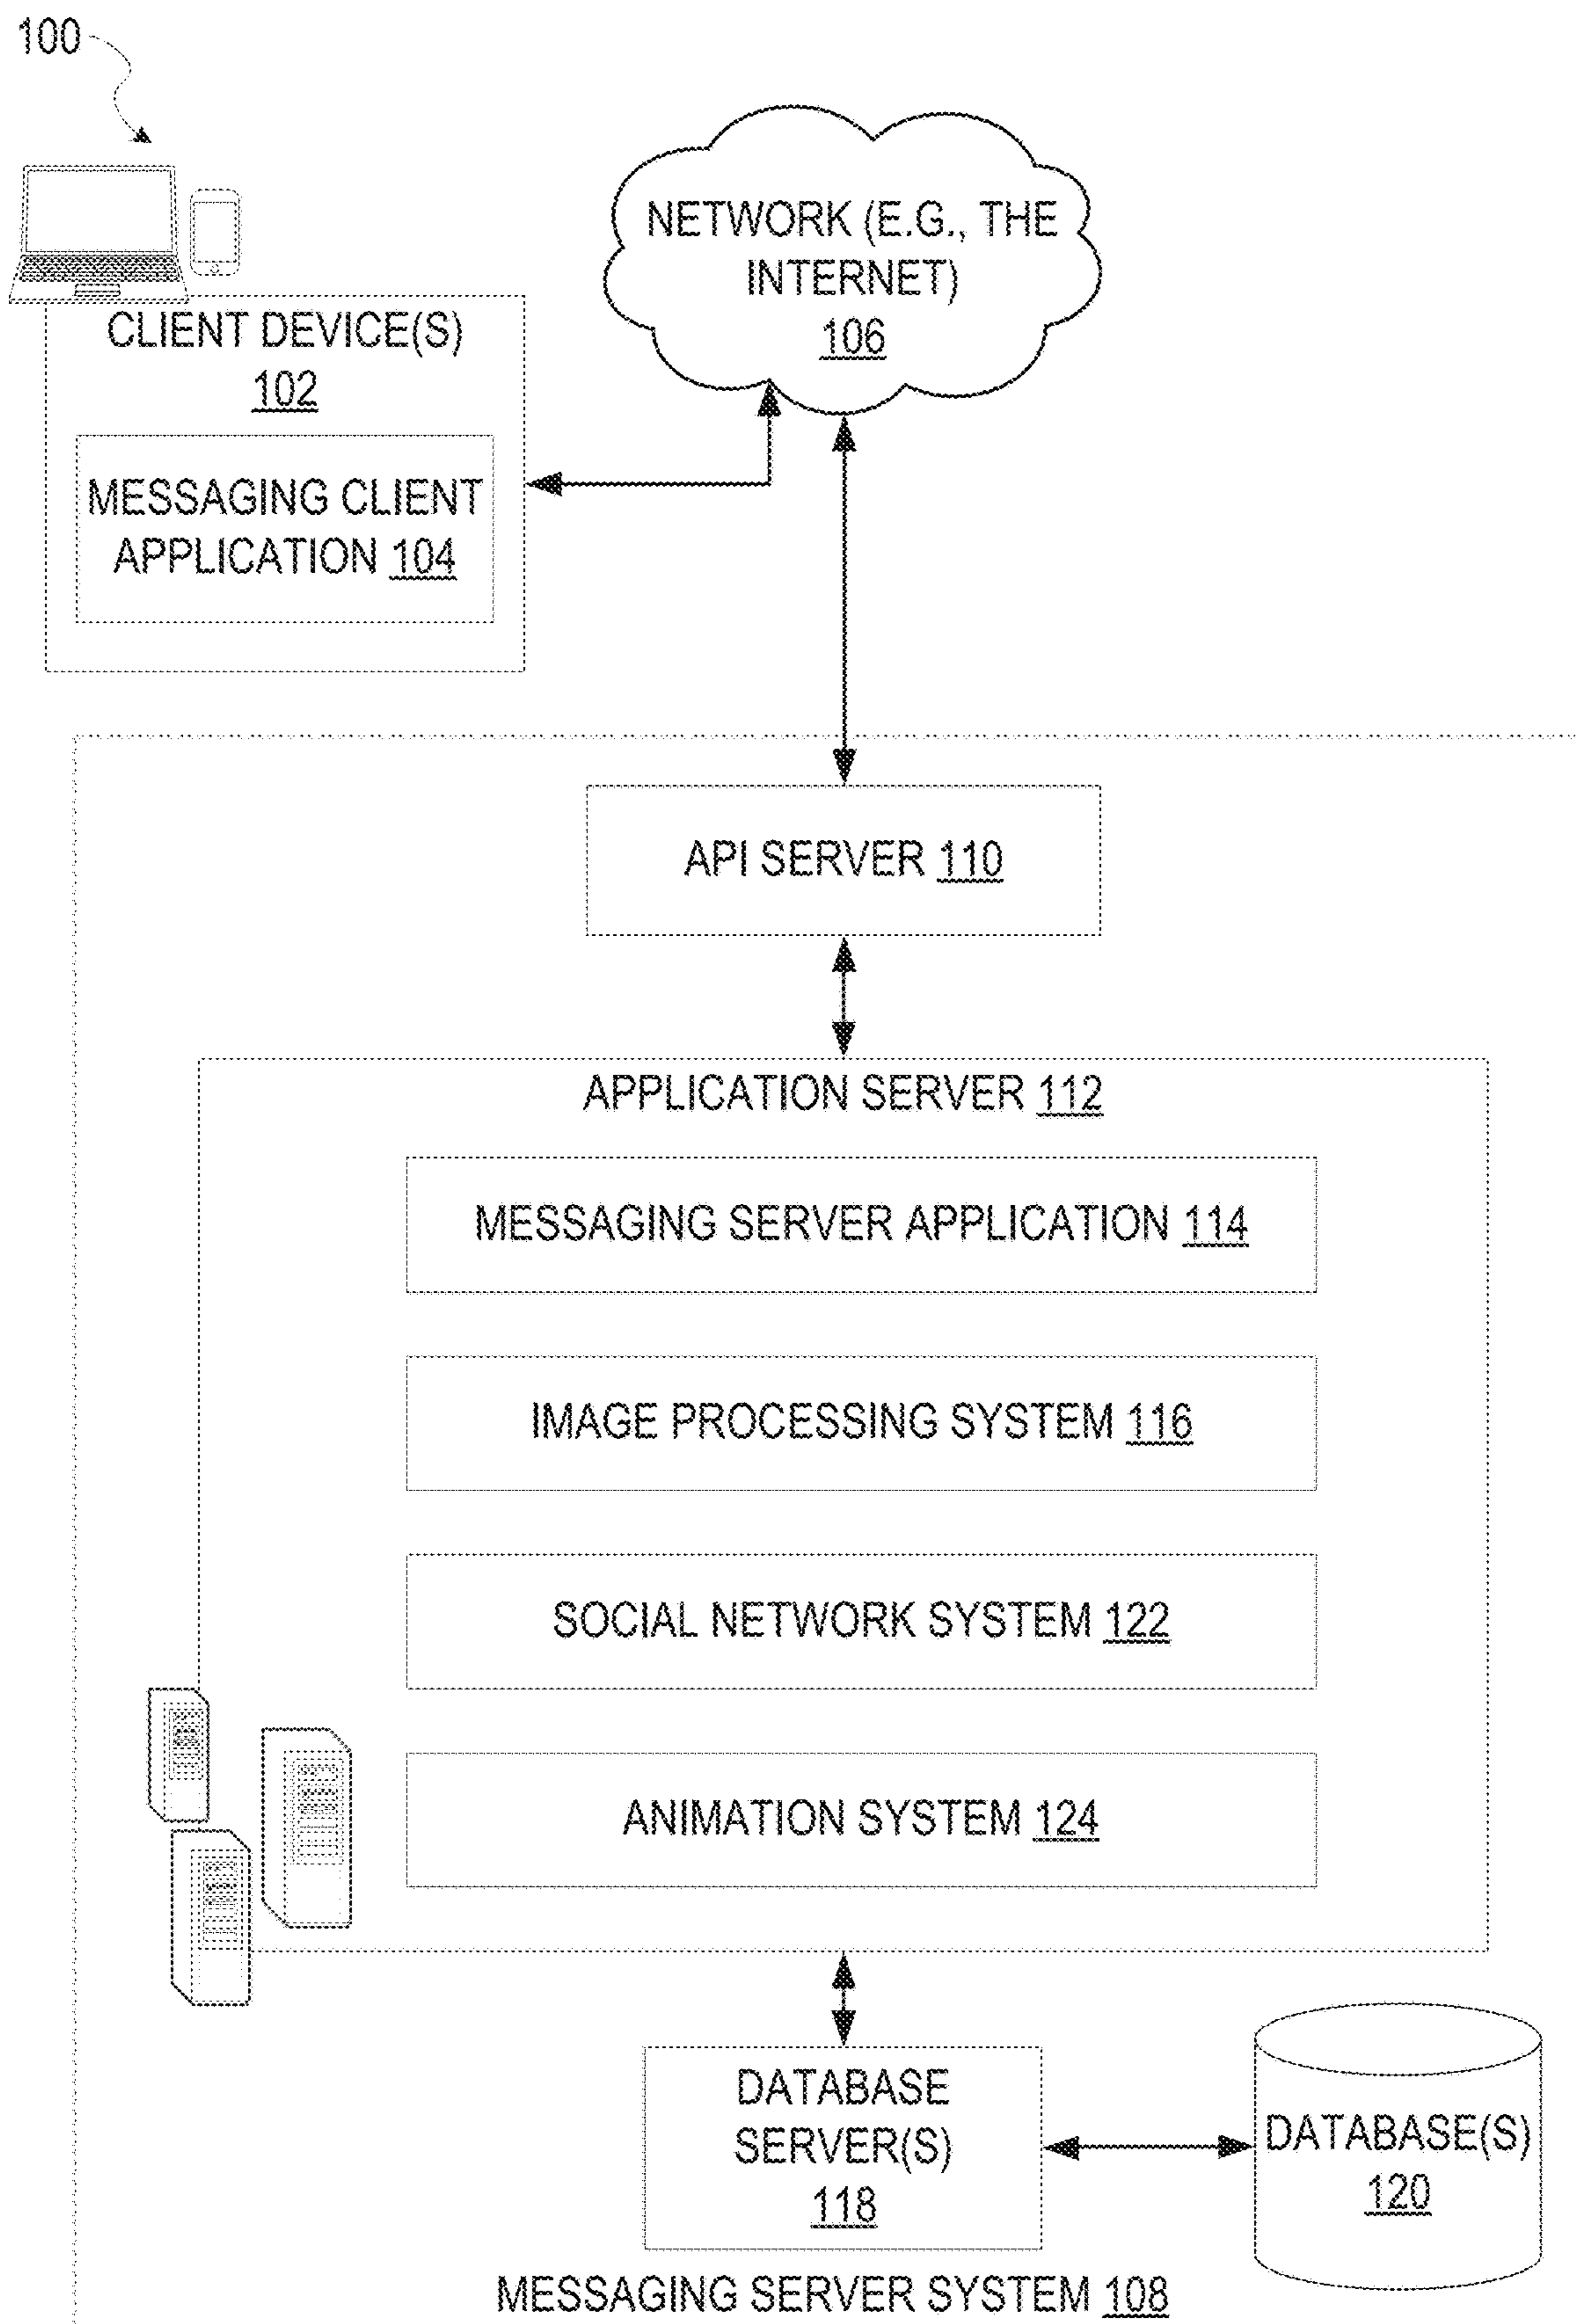 100
NETWORK (E.G., THE
INTERNET)
106
CLIENT DEVICE(S)
102
MESSAGING CLIENT
APPLICATION 104
API SERVER 110
APPLICATION SERVER 112
MESSAGING SERVER APPLICATION 114
IMAGE PROCESSING SYSTEM 116
SOCIAL NETWORK SYSTEM 122
ANIMATION SYSTEM 124
DATABASE
SERVER(S)
118
DATABASE(S)
120
MESSAGING SERVER SYSTEM 108